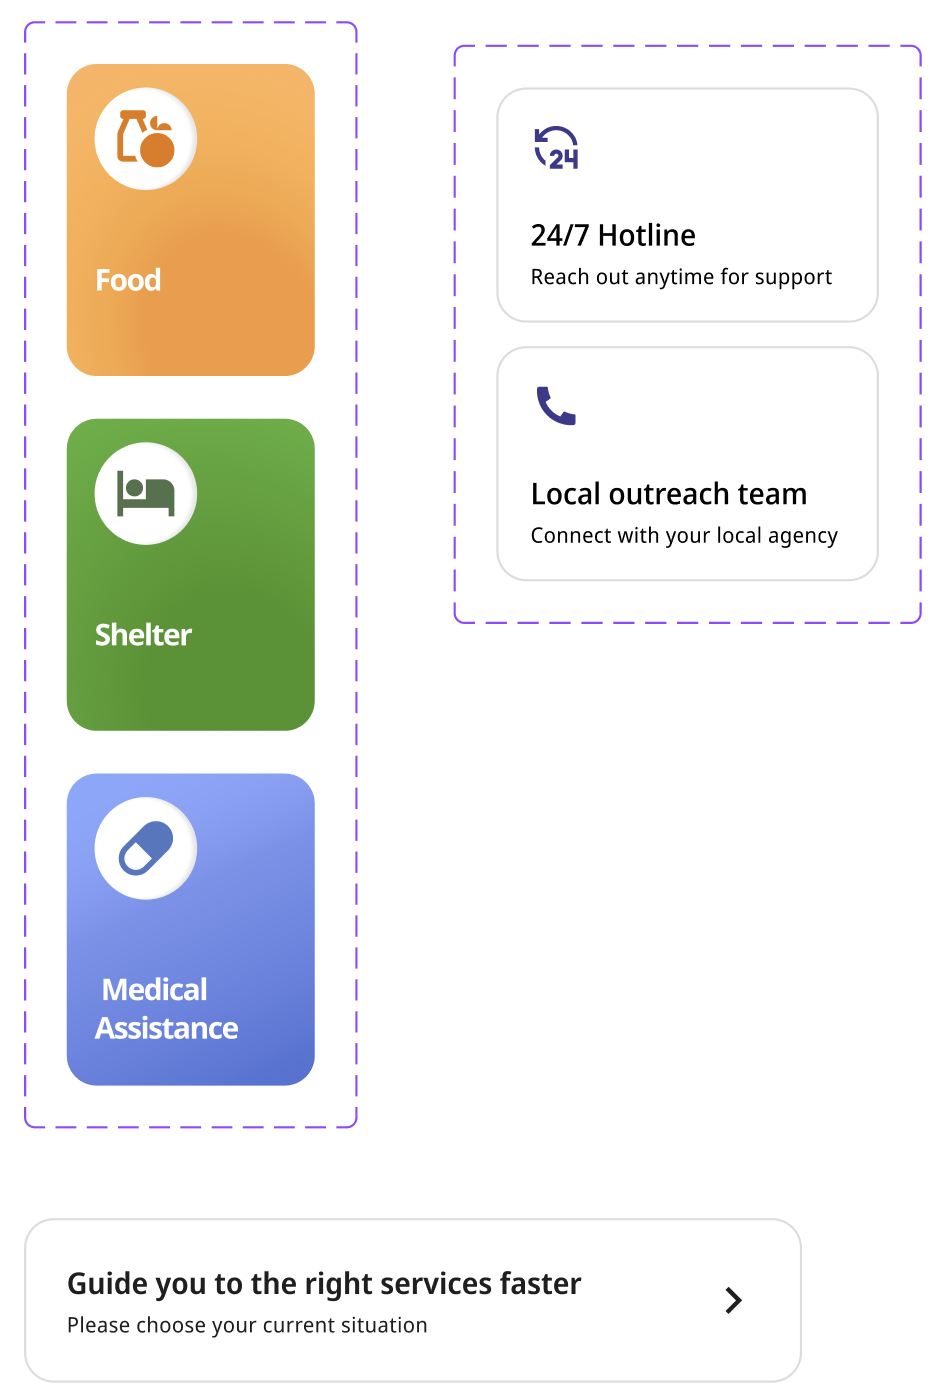 Food
Shelter
Medical
Assistance
24
24/7 Hotline
Reach out anytime for support
Local outreach team
Connect with your local agency
Guide you to the right services faster
Please choose your current situation